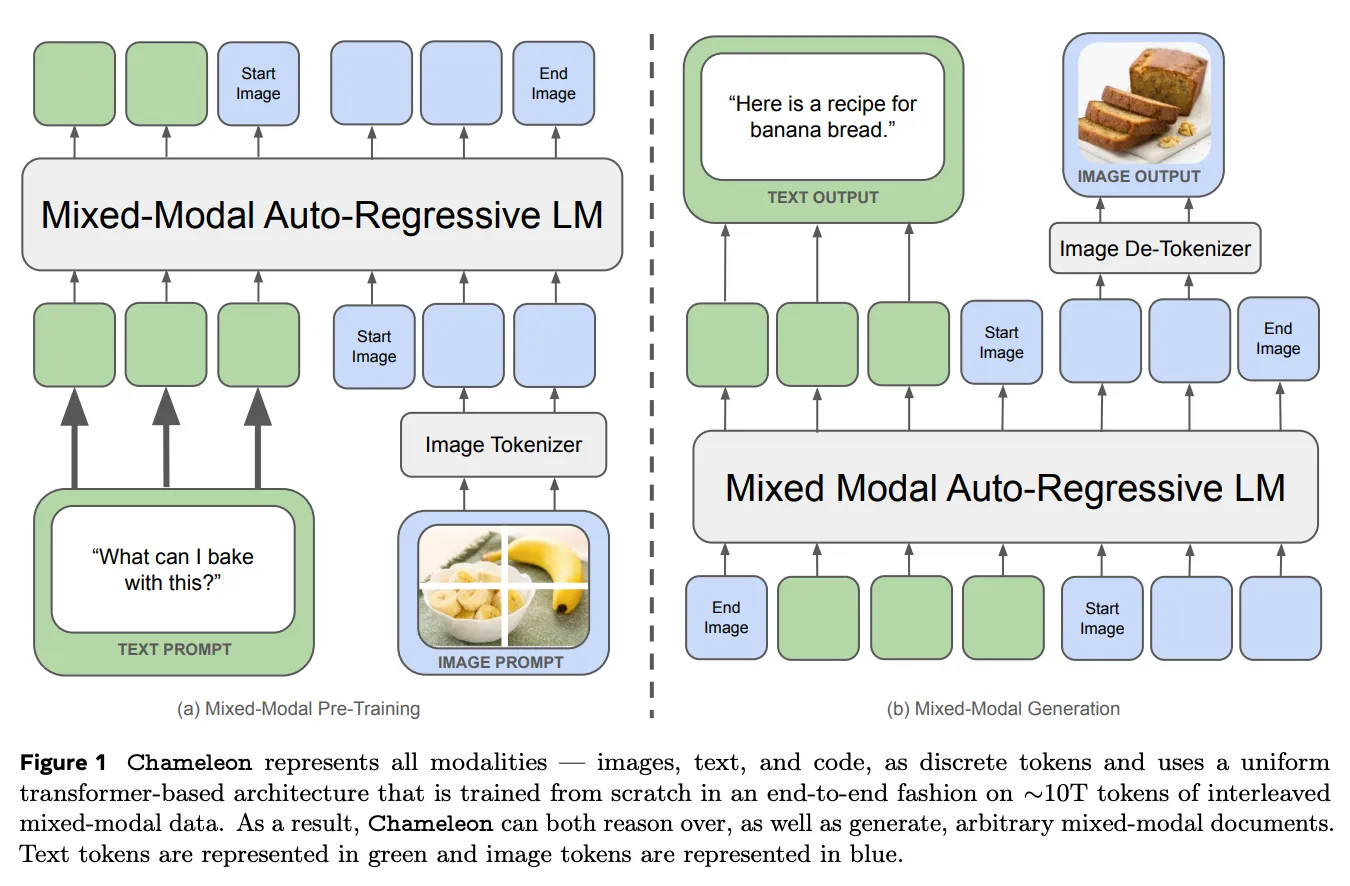 Start
Image
End
Image
Mixed-Modal Auto-Regressive LM
Start
Image
Image Tokenizer
“What can I bake
with this?”
TEXT PROMPT
IMAGE PROMPT
(a) Mixed-Modal Pre-Training
“Here is a recipe for
banana bread.”
TEXT OUTPUT
IMAGE OUTPUT
Image De-Tokenizer
Start
Image
End
Image
Mixed Modal Auto-Regressive LM
End
Image
Start
Image
(b) Mixed-Modal Generation
Figure 1 Chameleon represents all modalities — images, text, and code, as discrete tokens and uses a uniform
transformer-based architecture that is trained from scratch in an end-to-end fashion on ∼10T tokens of interleaved
mixed-modal data. As a result, Chameleon can both reason over, as well as generate, arbitrary mixed-modal documents.
Text tokens are represented in green and image tokens are represented in blue.